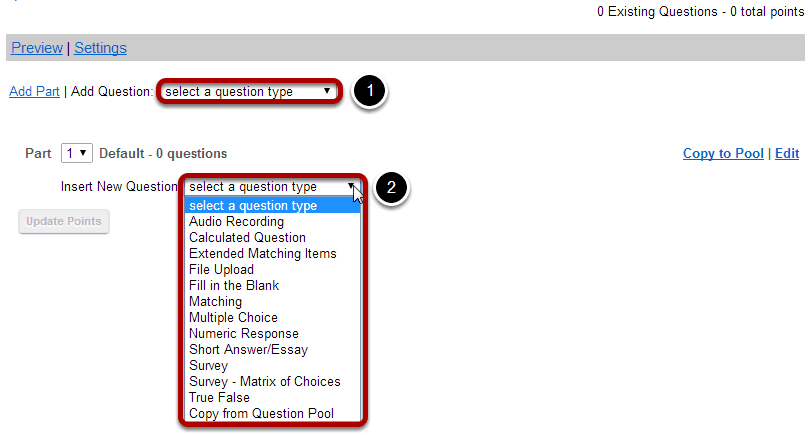 0 Existing Questions - 0 total points
Preview | Settings
Add Part | Add Question: select a question type 1
Part 1 Default - 0 questions Copy to Pool | Edit
Insert New Question select a question type 2
select a question type
Audio Recording
Update Points
Calculated Question
Extended Matching Items
File Upload
Fill in the Blank
Matching
Multiple Choice
Numeric Response
Short Answer/Essay
Survey
Survey - Matrix of Choices
True False
Copy from Question Pool